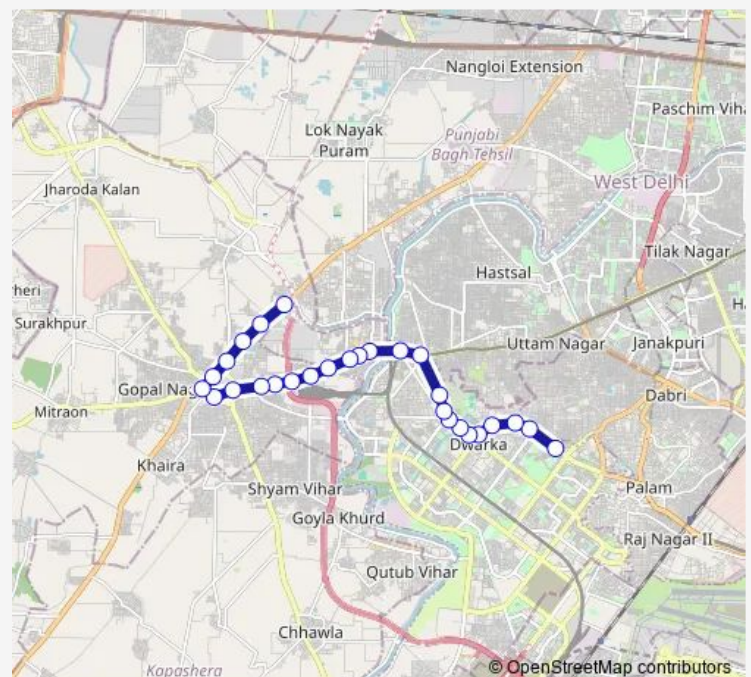 Nangloi Extension
Paschim Viha
Lok Nayak
Puram
Punjabi
Bagh Tehsil
West Delhi
Jharoda Kalan
Tilak Nagar
Hastsal
heri
Surakhpur
Uttam Nagar
Janakpuri
Gopal Nag
Dabri
Mitraon
Dwarka
Khaira
Shyam Vihar
Palam
Goyla Khurd
Raj Nagar II
Qutub Vihar
Chhawla
Kapashera
© OpenStreetMap contributors